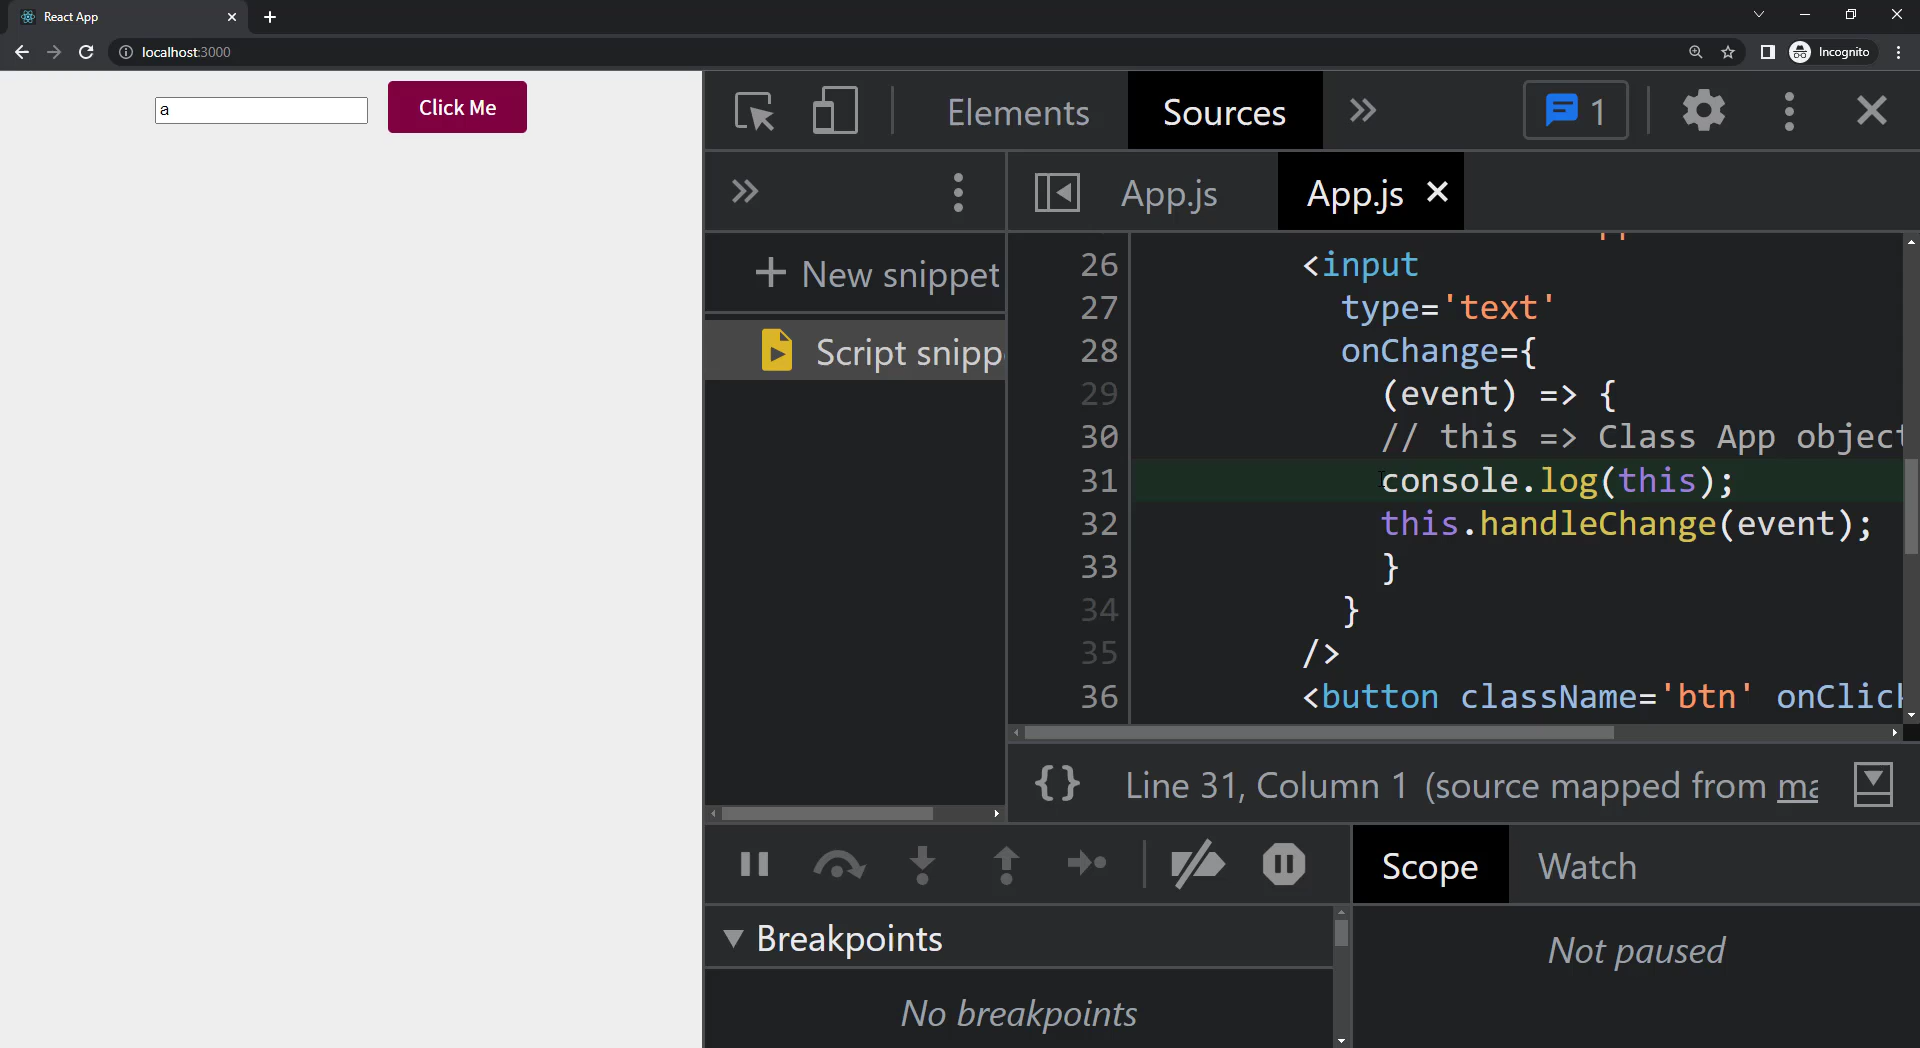 React App
localhost:3000
Incognito
a
Click Me
Elements
Sources
1
App.js
App.js
New snippet
Script snipp
26 <input
27 type='text'
28 onChange={
29 (event) => {
30 // this => Class App object
31 console.log(this);
32 this.handleChange(event);
33 }
34 }
35 />
36 <button className='btn' onClick
{} Line 31, Column 1 (source mapped from ma
Scope
Watch
Breakpoints
Not paused
No breakpoints